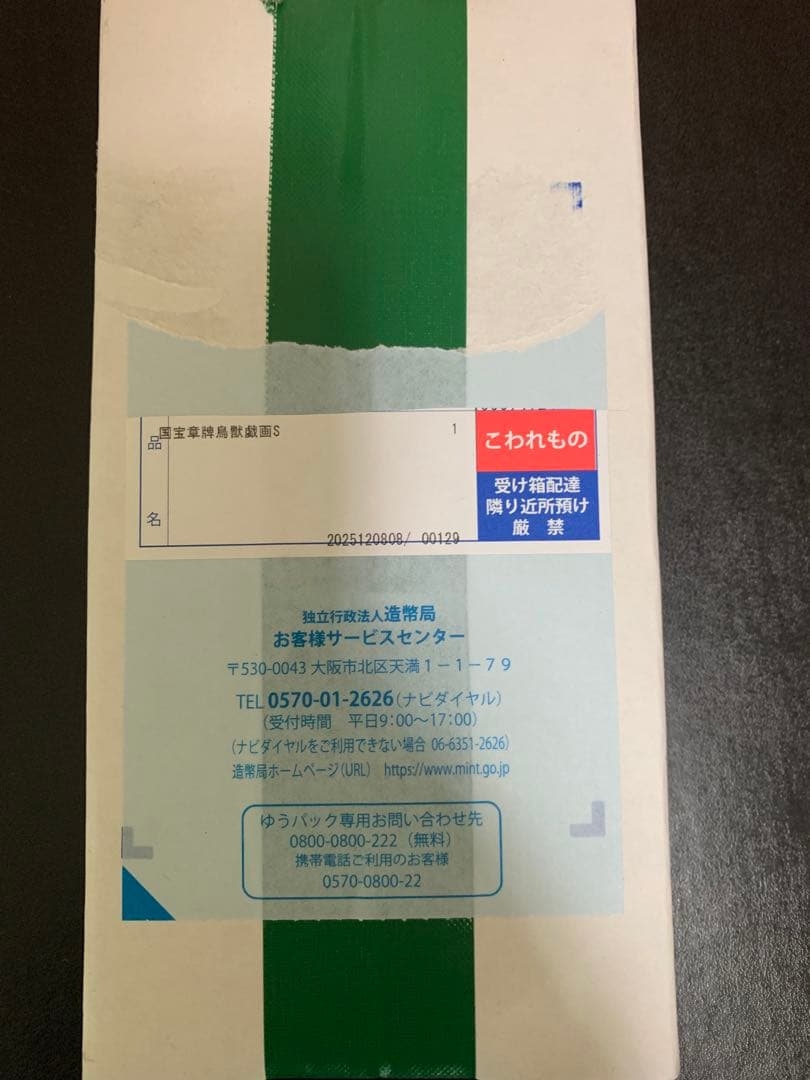 品名
国宝章牌鳥獣戯画S 1
2025120808/ 00129
こわれもの
受け箱配達
隣り近所預け
厳 禁
独立行政法人造幣局
お客様サービスセンター
〒530-0043 大阪市北区天満１－１－７９
TEL 0570-01-2626(ナビダイヤル)
(受付時間 平日9:00〜17:00)
(ナビダイヤルをご利用できない場合 06-6351-2626)
造幣局ホームページ(URL) https://www.mint.go.jp
ゆうパック専用お問い合わせ先
0800-0800-222（無料）
携帯電話ご利用のお客様
0570-0800-22